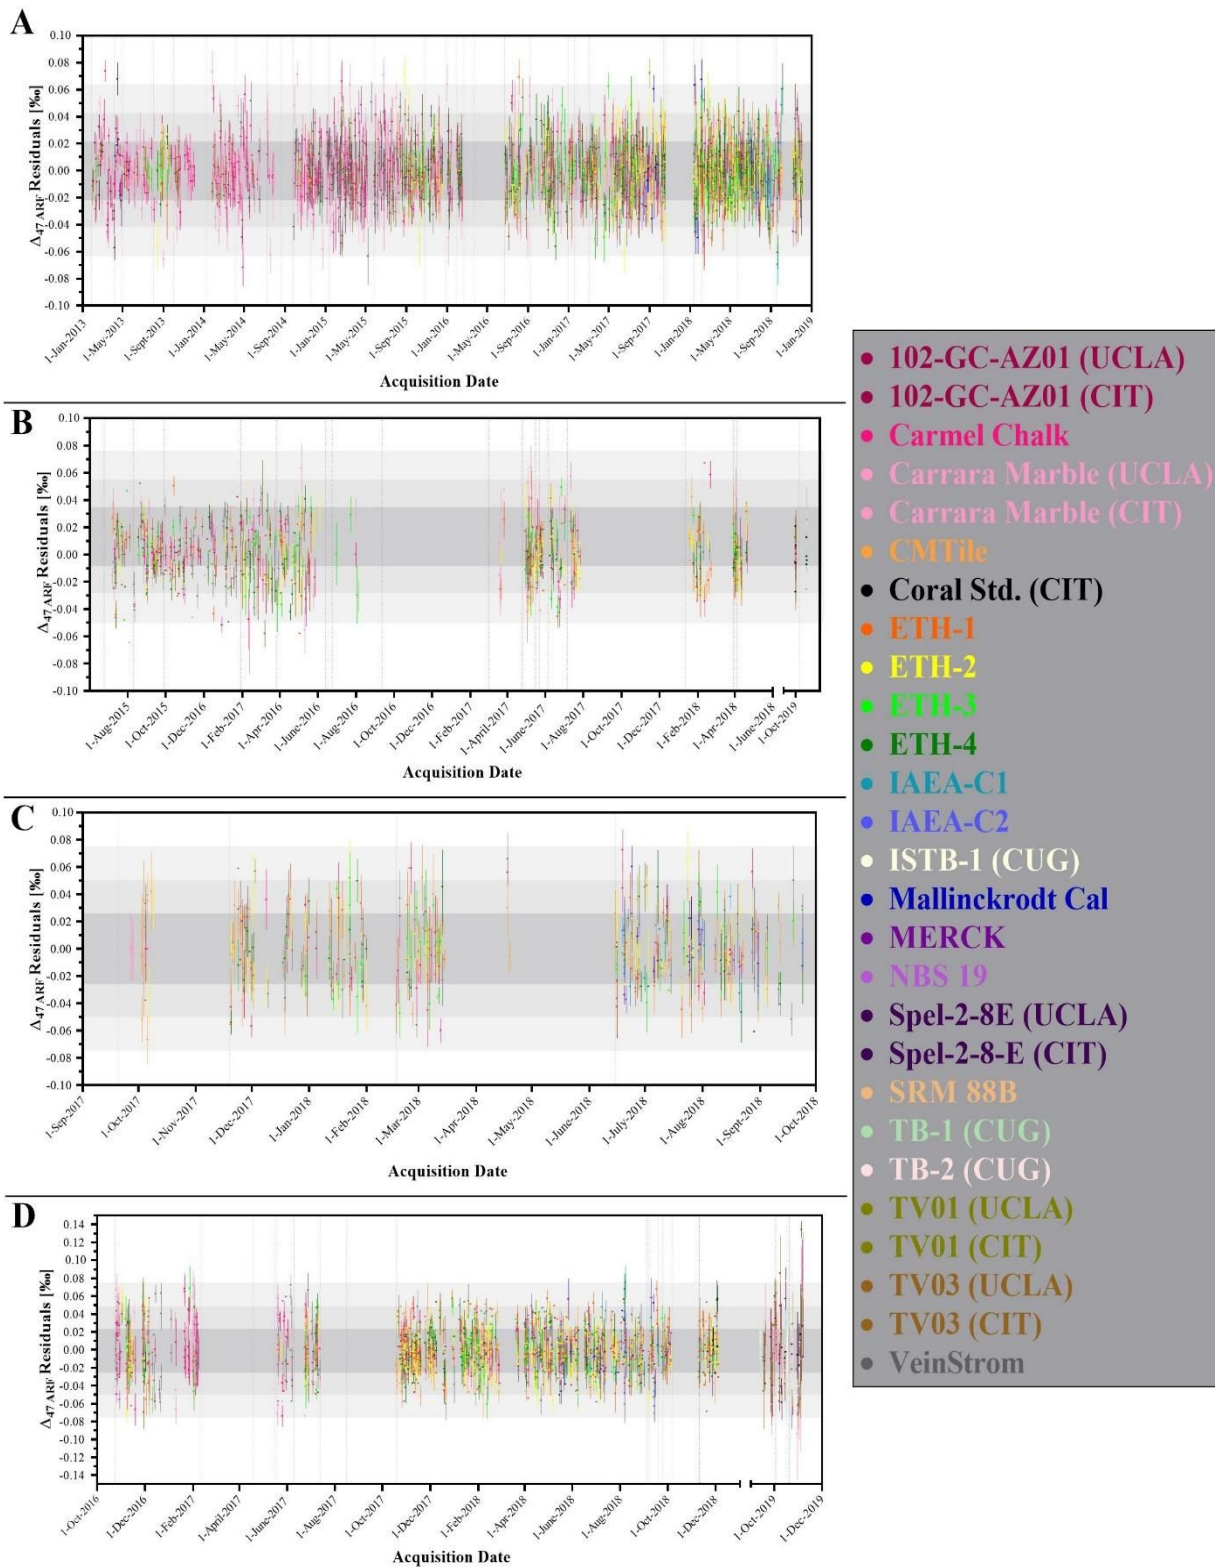 A
0.10
0.08
0.06
0.04
0.02
0.00
-0.02
-0.04
-0.06
-0.08
-0.10
Δ47 ARF Residuals [‰]
1-Jan-2013
1-May-2013
1-Sept-2013
1-Jan-2014
1-May-2014
1-Sept-2014
1-Jan-2015
1-May-2015
1-Sept-2015
1-Jan-2016
1-May-2016
1-Sept-2016
1-Jan-2017
1-May-2017
1-Sept-2017
1-Jan-2018
1-May-2018
1-Sept-2018
1-Jan-2019
Acquisition Date
B
0.10
0.08
0.06
0.04
0.02
0.00
-0.02
-0.04
-0.06
-0.08
-0.10
Δ47 ARF Residuals [‰]
1-Aug-2015
1-Oct-2015
1-Dec-2016
1-Feb-2017
1-Apr-2016
1-June-2016
1-Aug-2016
1-Oct-2016
1-Dec-2016
1-Feb-2017
1-April-2017
1-June-2017
1-Aug-2017
1-Oct-2017
1-Dec-2017
1-Feb-2018
1-Apr-2018
1-June-2018
1-Oct-2019
Acquisition Date
C
0.10
0.08
0.06
0.04
0.02
0.00
-0.02
-0.04
-0.06
-0.08
-0.10
Δ47 ARF Residuals [‰]
1-Sep-2017
1-Oct-2017
1-Nov-2017
1-Dec-2017
1-Jan-2018
1-Feb-2018
1-Mar-2018
1-Apr-2018
1-May-2018
1-June-2018
1-July-2018
1-Aug-2018
1-Sept-2018
1-Oct-2018
Acquisition Date
D
0.14
0.12
0.10
0.08
0.06
0.04
0.02
0.00
-0.02
-0.04
-0.06
-0.08
-0.10
-0.12
-0.14
Δ47 ARF Residuals [‰]
1-Oct-2016
1-Dec-2016
1-Feb-2017
1-April-2017
1-June-2017
1-Aug-2017
1-Oct-2017
1-Dec-2017
1-Feb-2018
1-Apr-2018
1-June-2018
1-Aug-2018
1-Oct-2018
1-Dec-2018
1-Oct-2019
1-Dec-2019
Acquisition Date
102-GC-AZ01 (UCLA)
102-GC-AZ01 (CIT)
Carmel Chalk
Carrara Marble (UCLA)
Carrara Marble (CIT)
CMTile
Coral Std. (CIT)
ETH-1
ETH-2
ETH-3
ETH-4
IAEA-C1
IAEA-C2
ISTB-1 (CUG)
Mallinckrodt Cal
MERCK
NBS 19
Spel-2-8E (UCLA)
Spel-2-8-E (CIT)
SRM 88B
TB-1 (CUG)
TB-2 (CUG)
TV01 (UCLA)
TV01 (CIT)
TV03 (UCLA)
TV03 (CIT)
VeinStrom